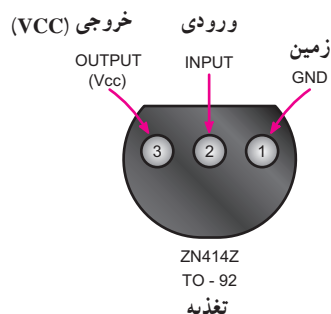 خروجی (VCC)
ورودی
زمین
OUTPUT
(Vcc)
INPUT
GND
3
2
1
ZN414Z
TO - 92
تغذیه